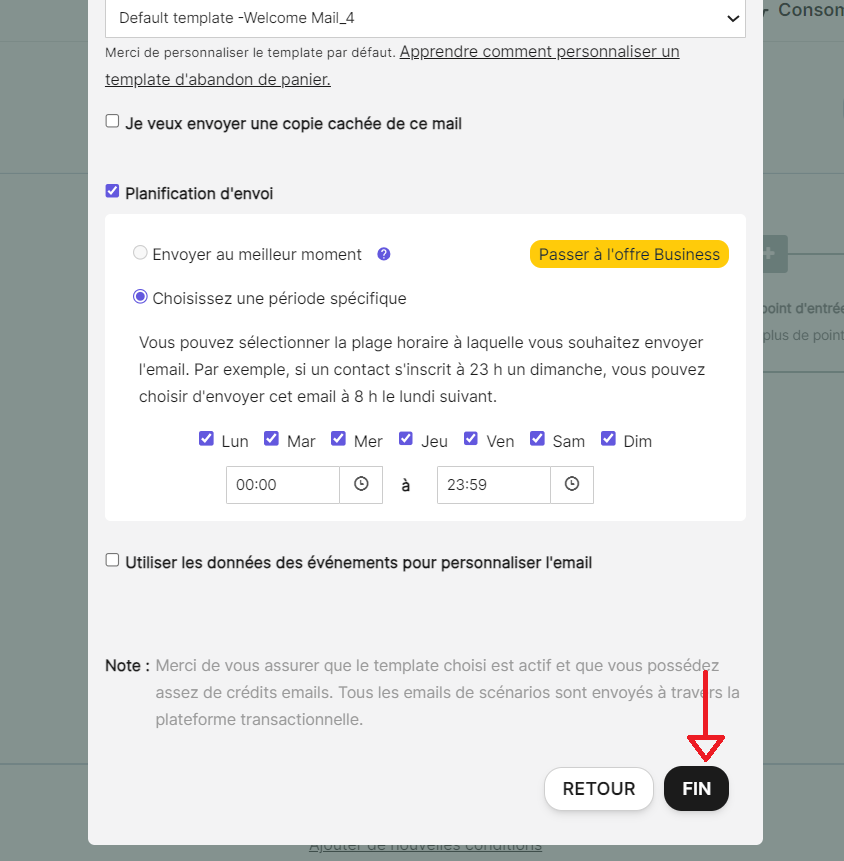 Default template -Welcome Mail_4
Consom
Merci de personnaliser le template par défaut. Apprendre comment personnaliser un
template d'abandon de panier.
Je veux envoyer une copie cachée de ce mail
Planification d'envoi
Envoyer au meilleur moment ? Passer à l'offre Business
Choisissez une période spécifique
point d'entrée
plus de point
Vous pouvez sélectionner la plage horaire à laquelle vous souhaitez envoyer
l'email. Par exemple, si un contact s'inscrit à 23 h un dimanche, vous pouvez
choisir d'envoyer cet email à 8 h le lundi suivant.
Lun Mar Mer Jeu Ven Sam Dim
00:00 à 23:59
Utiliser les données des événements pour personnaliser l'email
Note : Merci de vous assurer que le template choisi est actif et que vous possédez
assez de crédits emails. Tous les emails de scénarios sont envoyés à travers la
plateforme transactionnelle.
RETOUR FIN
Ajouter de nouvelles conditions